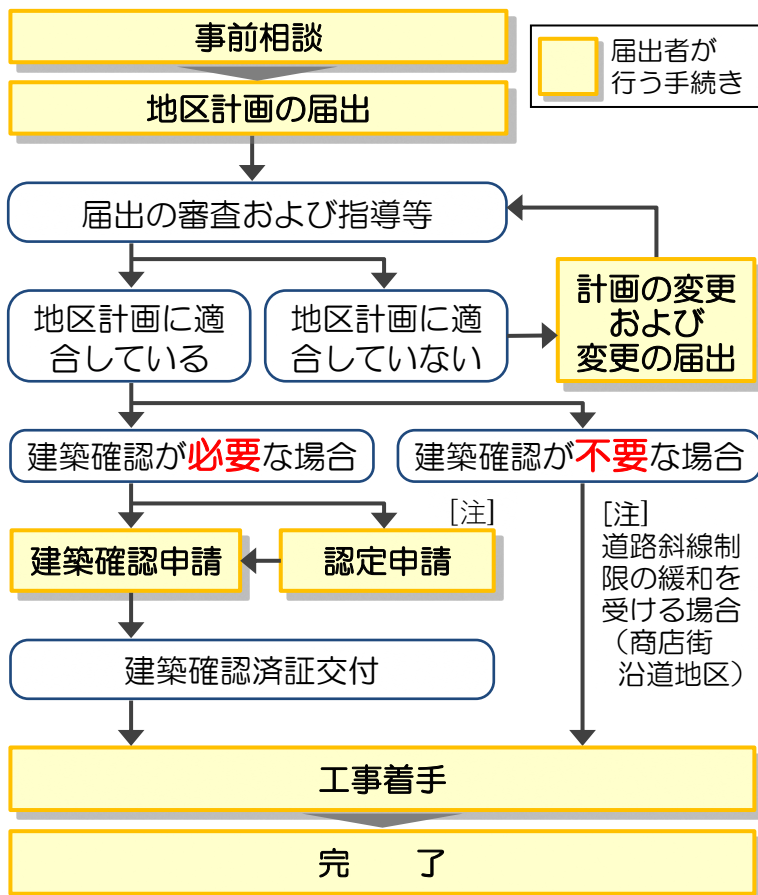 事前相談
届出者が
行う手続き
地区計画の届出
届出の審査および指導等
地区計画に適
合している
地区計画に適
合していない
計画の変更
および
変更の届出
建築確認が必要な場合
建築確認が不要な場合
[注]
建築確認申請
認定申請
[注]
道路斜線制
限の緩和を
受ける場合
（商店街
沿道地区）
建築確認済証交付
工事着手
完　了